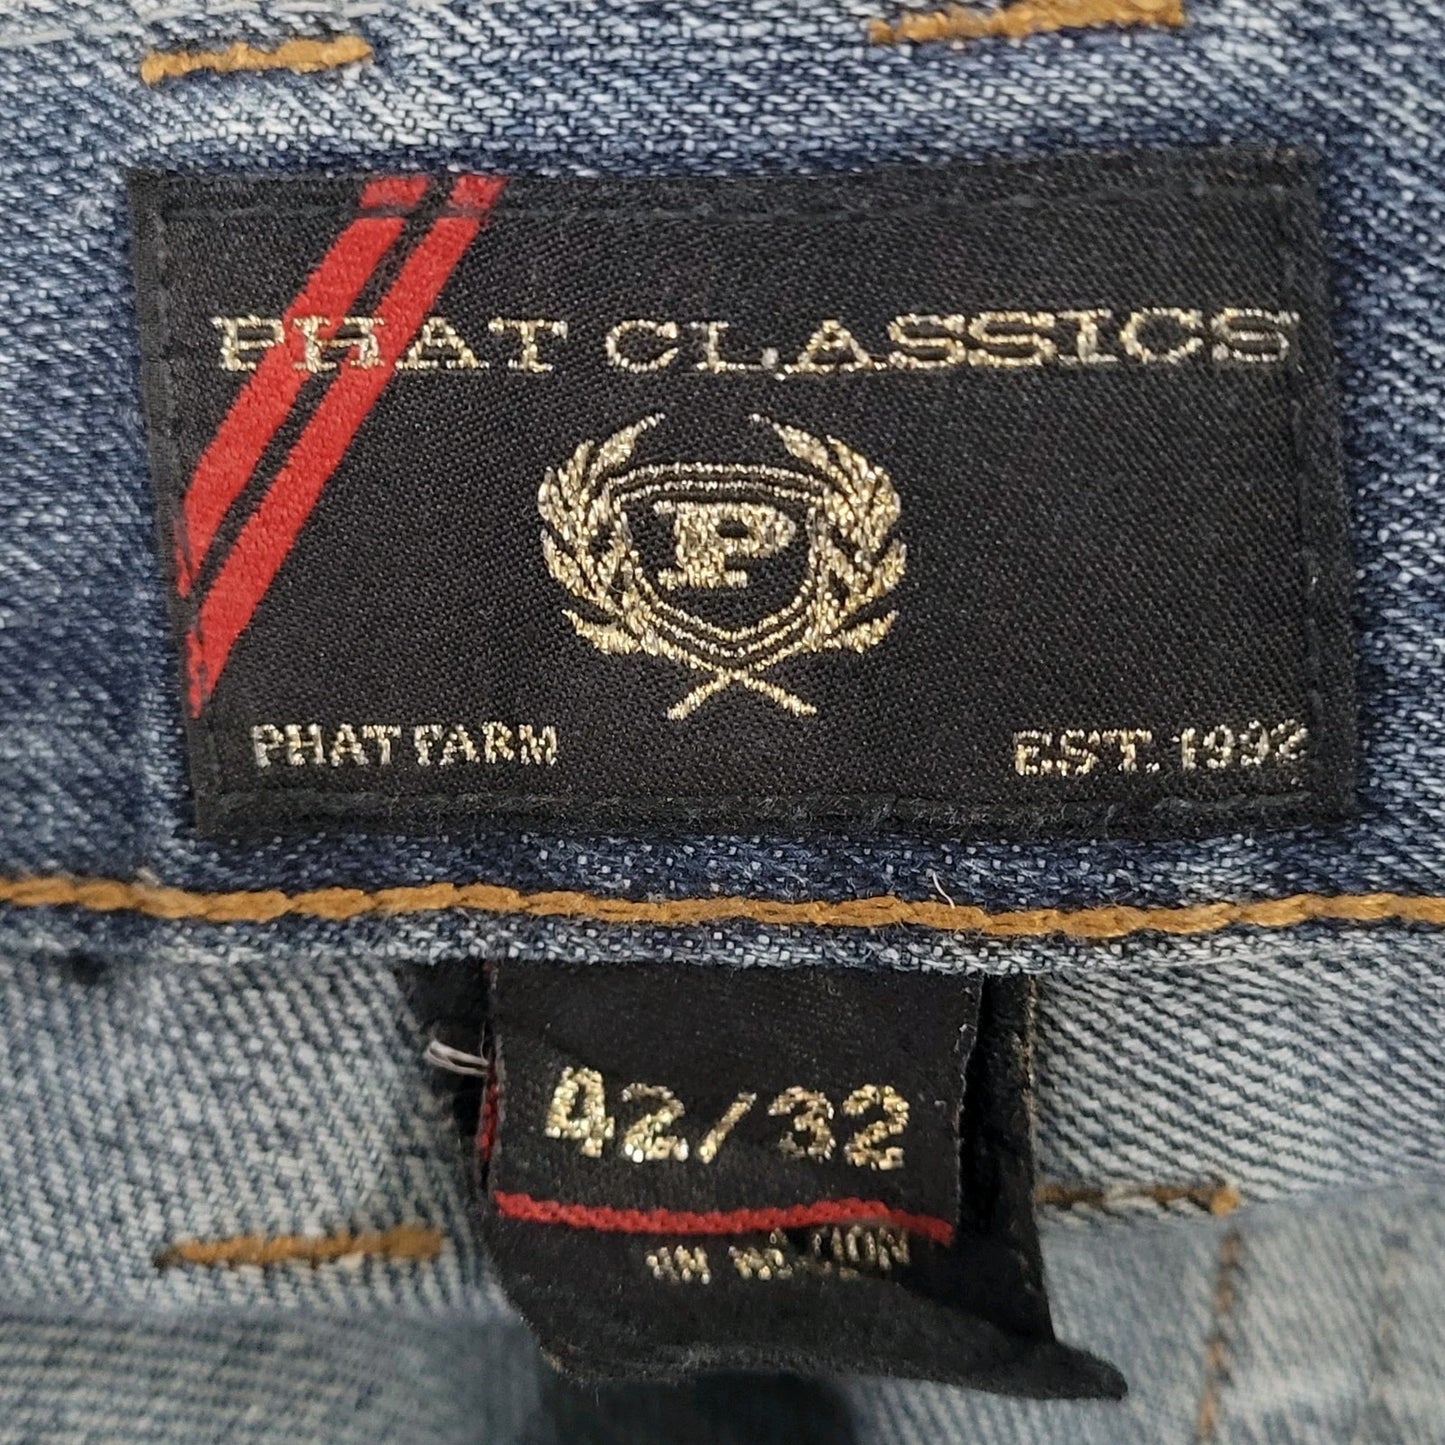 PHAT CLASSICS
P
PHAT FARM
EST. 1992
42/32